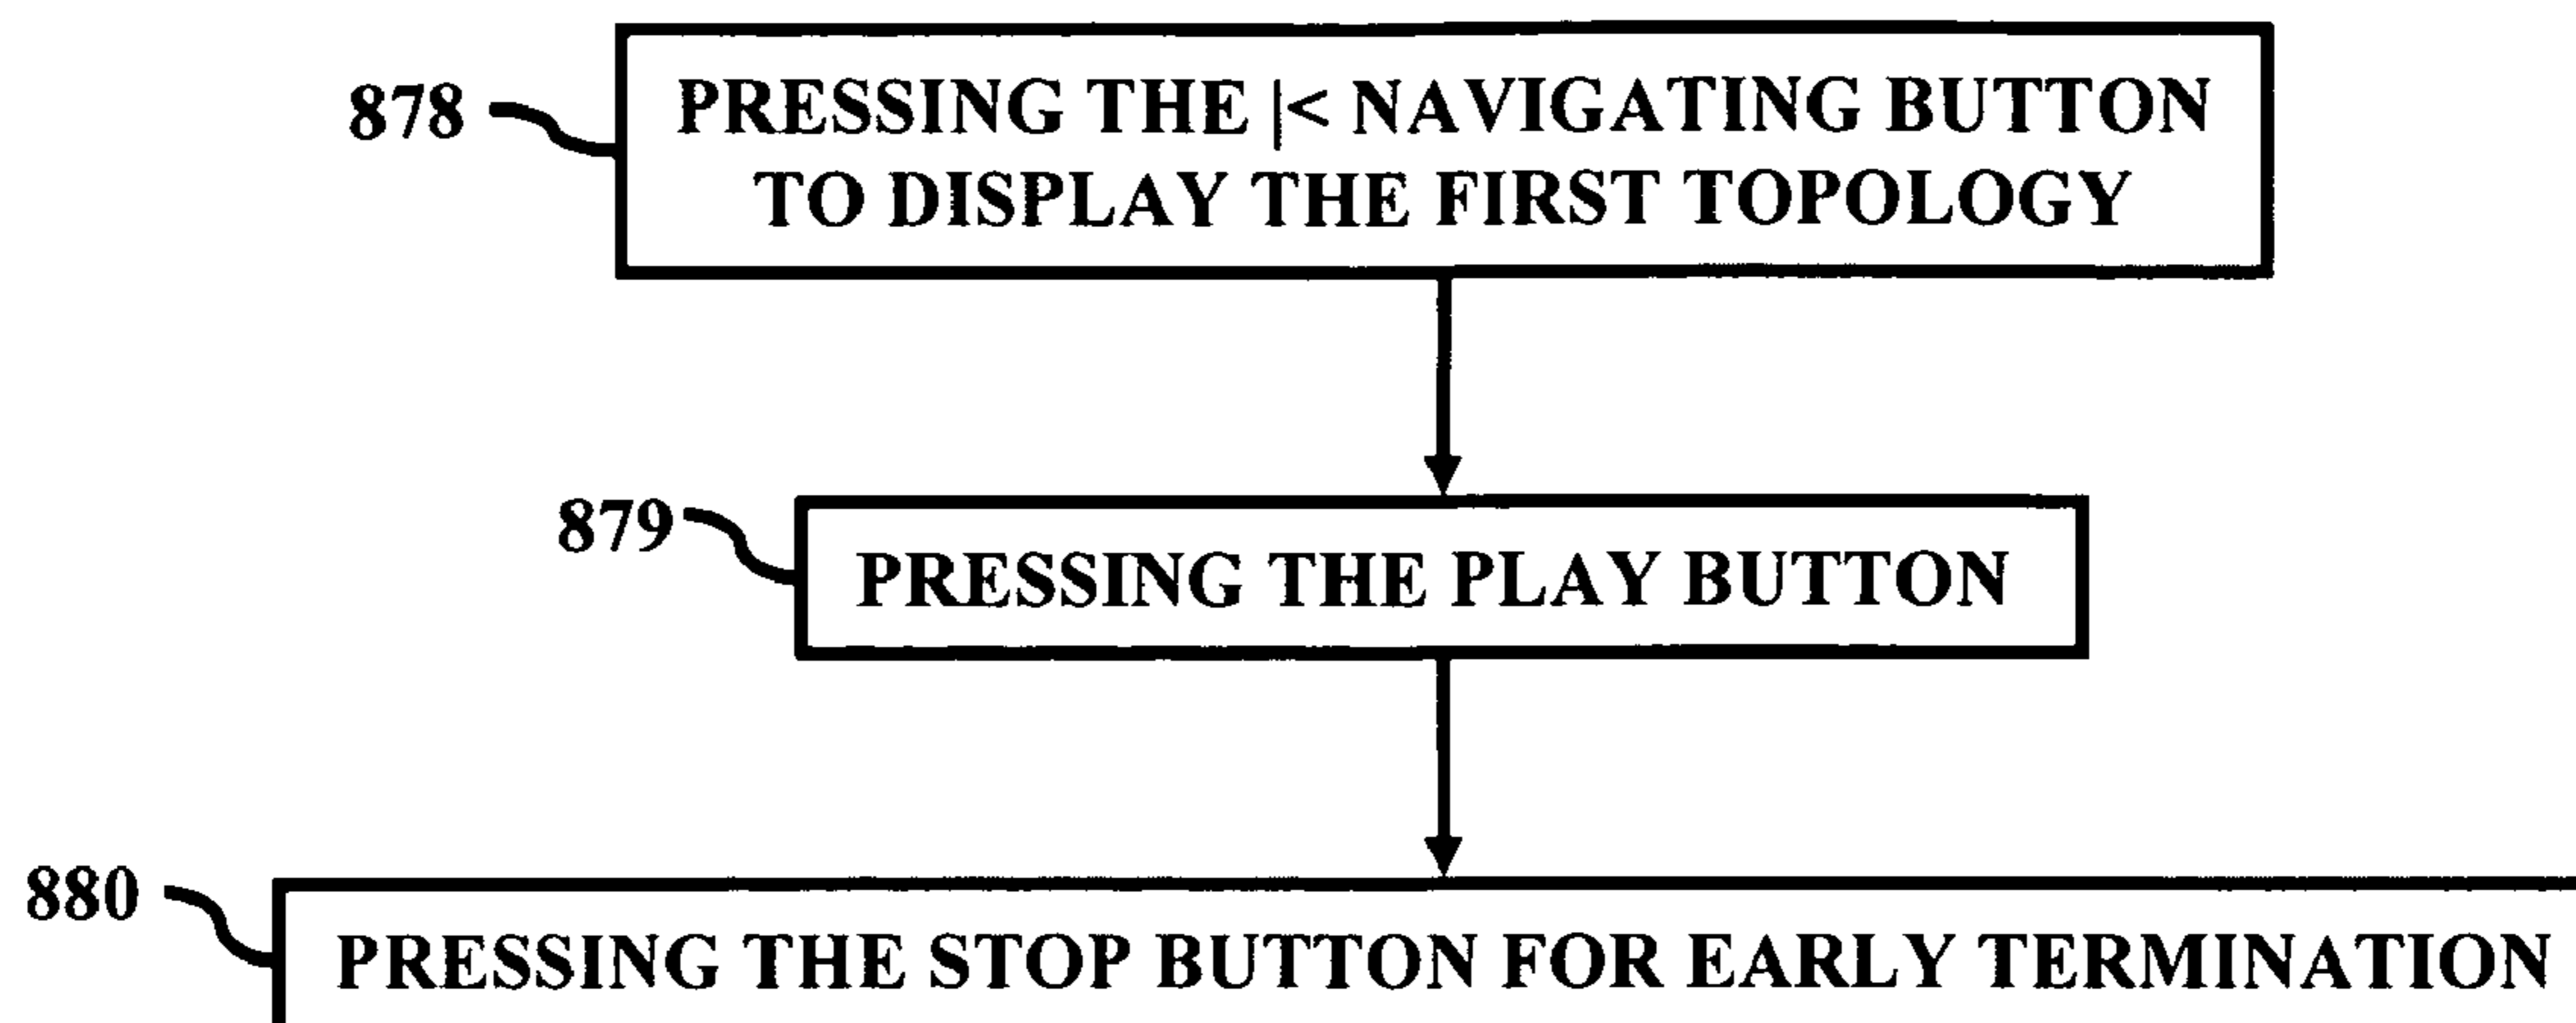 878
PRESSING THE |< NAVIGATING BUTTON
TO DISPLAY THE FIRST TOPOLOGY
879
PRESSING THE PLAY BUTTON
880
PRESSING THE STOP BUTTON FOR EARLY TERMINATION